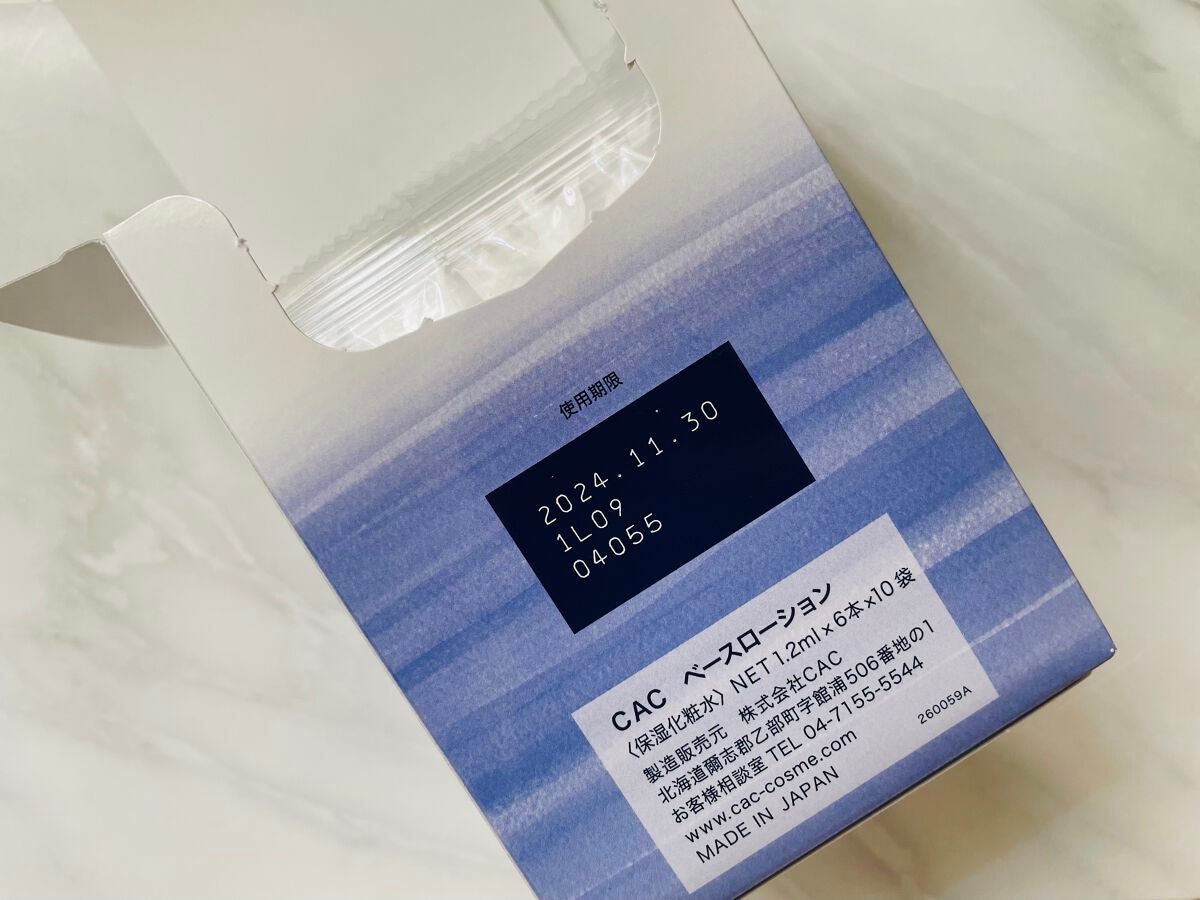 使用期限
2024.11.30
1L09
04055
CAC ベースローション
〈保湿化粧水〉NET 1.2ml×6本×10袋
製造販売元 株式会社CAC
北海道爾志郡乙部町字館浦506番地の1
お客様相談室 TEL 04-7155-5544
www.cac-cosme.com
MADE IN JAPAN
260059A